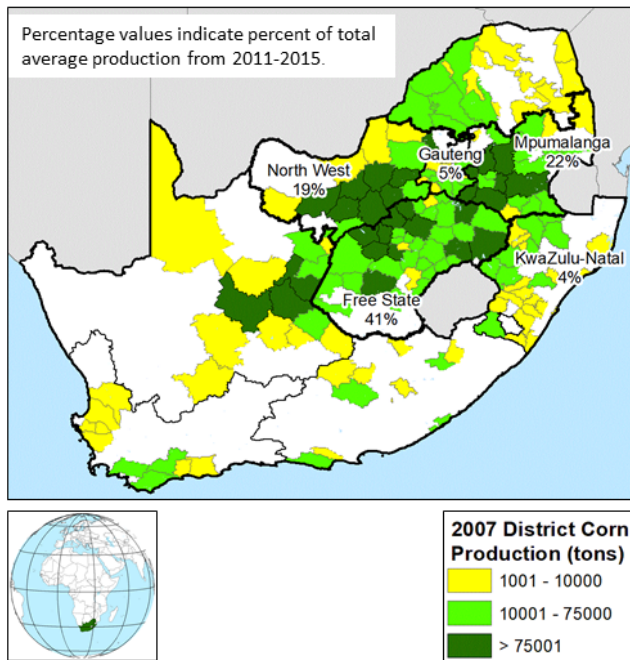 Percentage values indicate percent of total
average production from 2011-2015.
Mpumalanga
22%
Gauteng
5%
North West
19%
KwaZulu-Natal
4%
Free State
41%
2007 District Corn
Production (tons)
1001 - 10000
10001 - 75000
> 75001